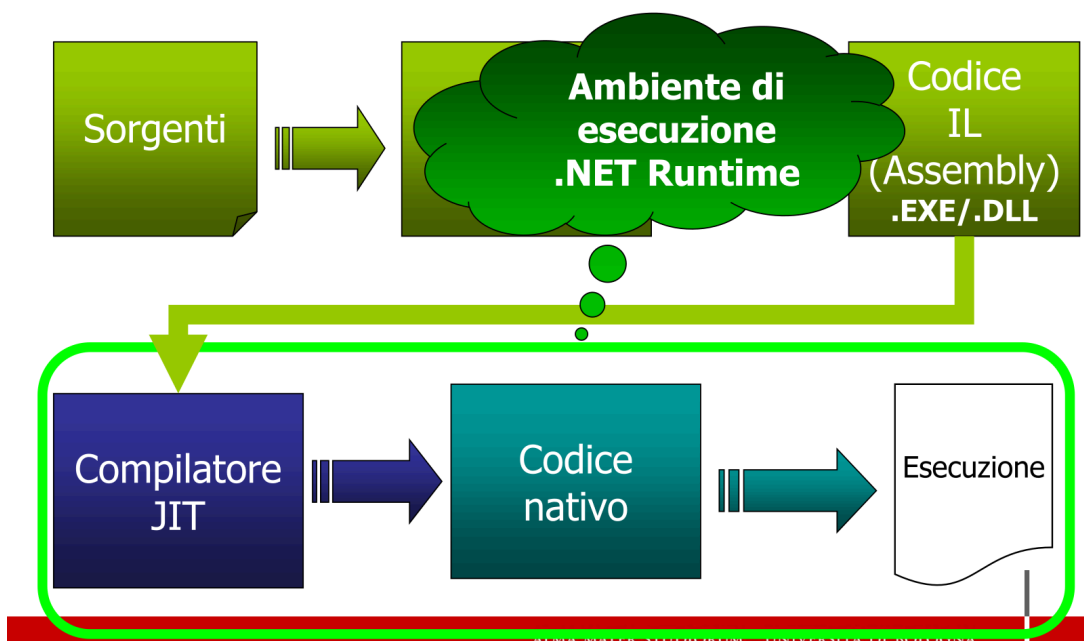 Sorgenti
Ambiente di
esecuzione
.NET Runtime
Codice
IL
(Assembly)
.EXE/.DLL
Compilatore
JIT
Codice
nativo
Esecuzione